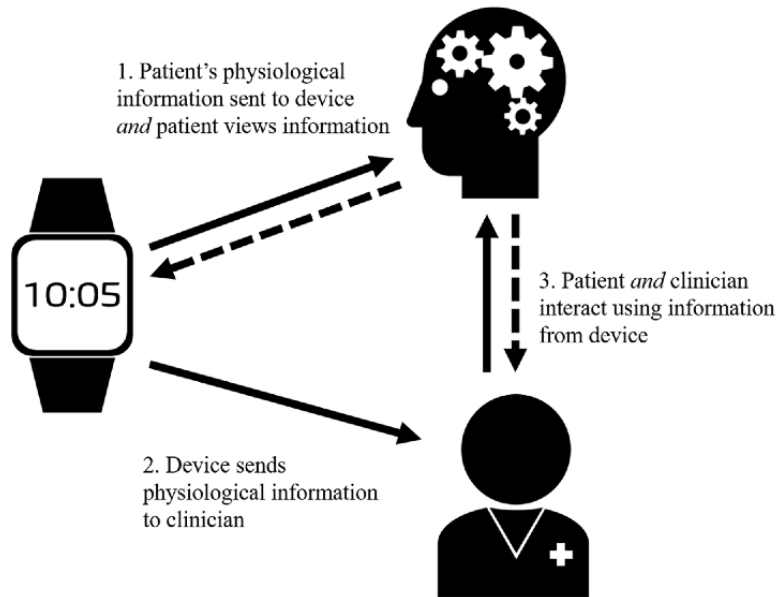 1. Patient's physiological
information sent to device
and patient views information
10:05
3. Patient and clinician
interact using information
from device
2. Device sends
physiological information
to clinician